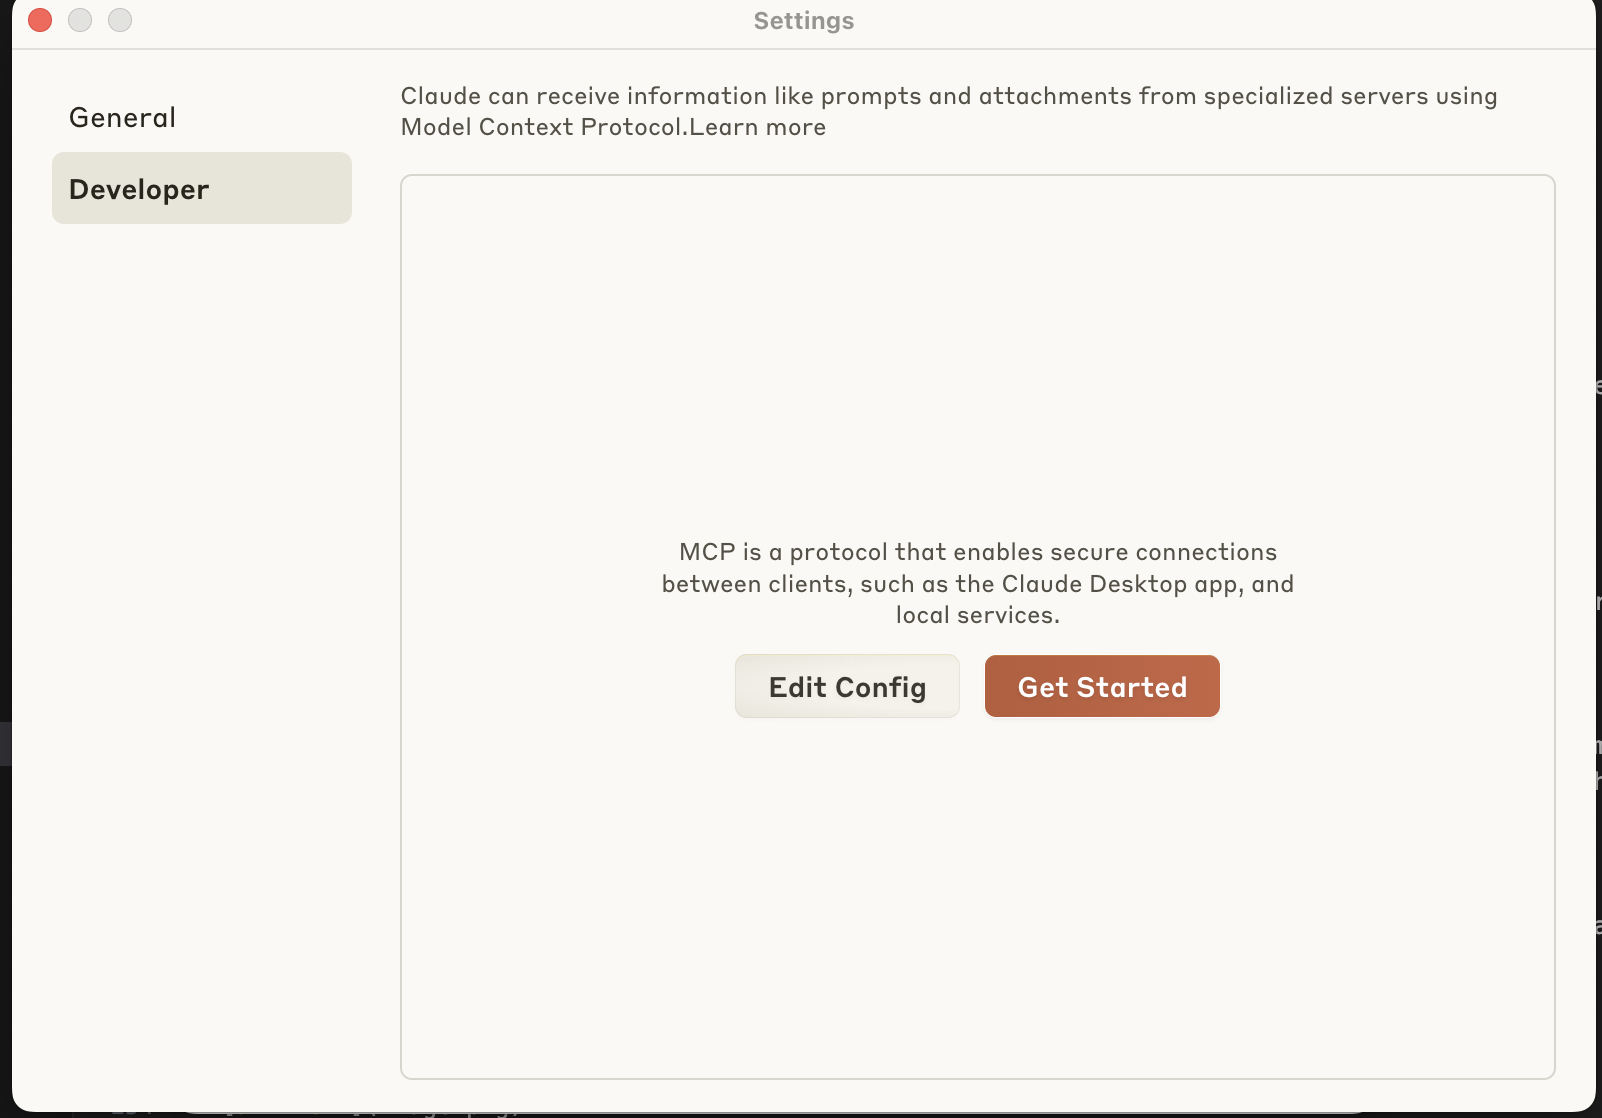 Settings
General
Developer
Claude can receive information like prompts and attachments from specialized servers using
Model Context Protocol.Learn more
MCP is a protocol that enables secure connections
between clients, such as the Claude Desktop app, and
local services.
Edit Config
Get Started